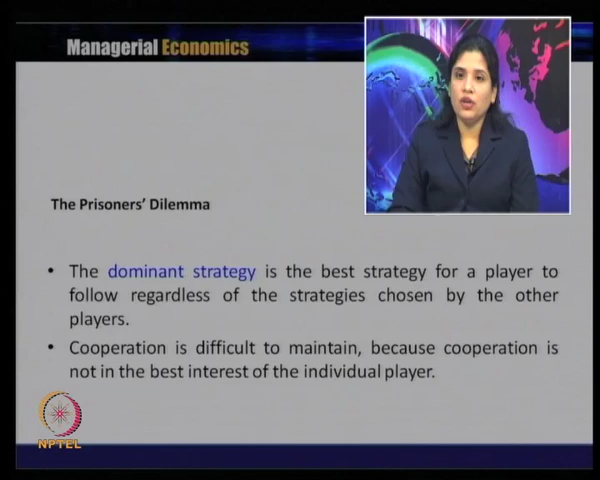 Managerial Economics
The Prisoners' Dilemma
• The dominant strategy is the best strategy for a player to
follow regardless of the strategies chosen by the other
players.
• Cooperation is difficult to maintain, because cooperation is
not in the best interest of the individual player.
NPTEL